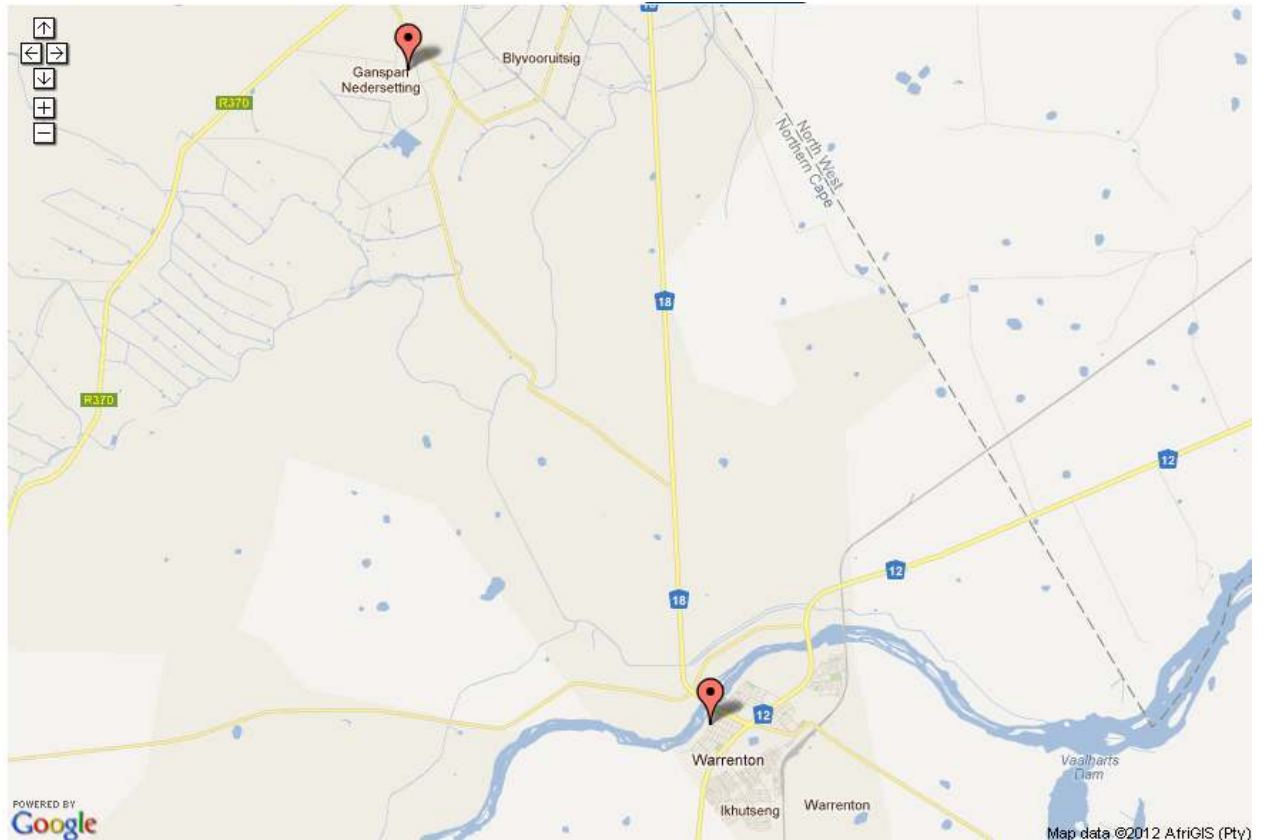 18
Ganspan
Nedersetting
Blyvooruitsig
R370
North West
Northern Cape
18
R370
12
12
18
12
Warrenton
Vaalharts
Dam
Ikhutseng
Warrenton
POWERED BY
Google
Map data ©2012 AfriGIS (Pty)